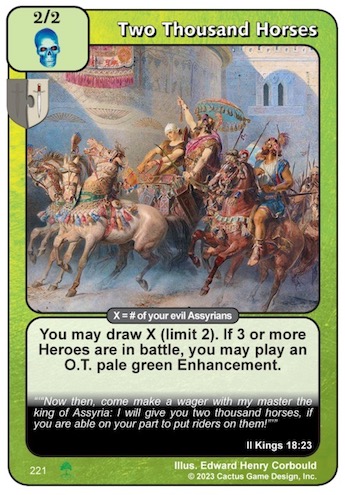 2/2
Two Thousand Horses
X = # of your evil Assyrians
You may draw X (limit 2). If 3 or more
Heroes are in battle, you may play an
O.T. pale green Enhancement.
"'"Now then, come make a wager with my master the
king of Assyria: I will give you two thousand horses, if
you are able on your part to put riders on them!"'"
II Kings 18:23
221
Illus. Edward Henry Corbould
© 2023 Cactus Game Design, Inc.